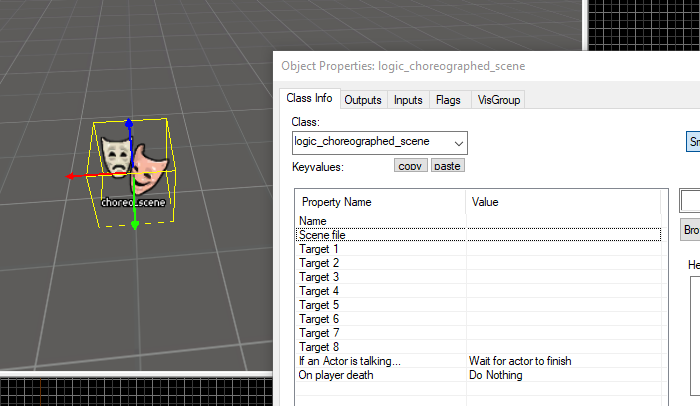 Object Properties: logic_choreographed_scene
Class Info Outputs Inputs Flags VisGroup
Class:
logic_choreographed_scene
Keyvalues: copy paste
Property Name Value
Name
Scene file
Target 1
Target 2
Target 3
Target 4
Target 5
Target 6
Target 7
Target 8
If an Actor is talking... Wait for actor to finish
On player death Do Nothing
choreo_scene
Sm
Bro
He